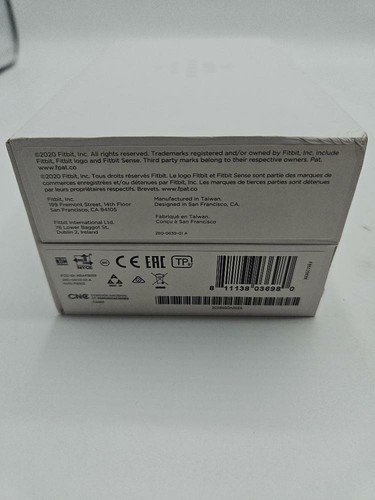 ©2020 Fitbit, Inc. All rights reserved. Trademarks registered and/or owned by Fitbit, Inc. include
Fitbit, Fitbit logo and Fitbit Sense. Third party marks belong to their respective owners. Pat.
www.fpat.co
©2020 Fitbit, Inc. Tous droits réservés Fitbit. Le logo Fitbit et Fitbit Sense sont des marques de
commerces enregistrées et/ou détenues par Fitbit, Inc. Les marques de tierces parties sont détenues
par leurs propriétaires respectifs. Brevets. www.fpat.co
Fitbit, Inc.
199 Fremont Street, 14th Floor
San Francisco, CA 94105
Fitbit International Ltd.
76 Lower Baggot St,
Dublin 2, Ireland
Manufactured in Taiwan.
Designed in San Francisco, CA.
Fabriqué en Taiwan.
Conçu à San Francisco
CE EAC TP
8 11138 03698 0